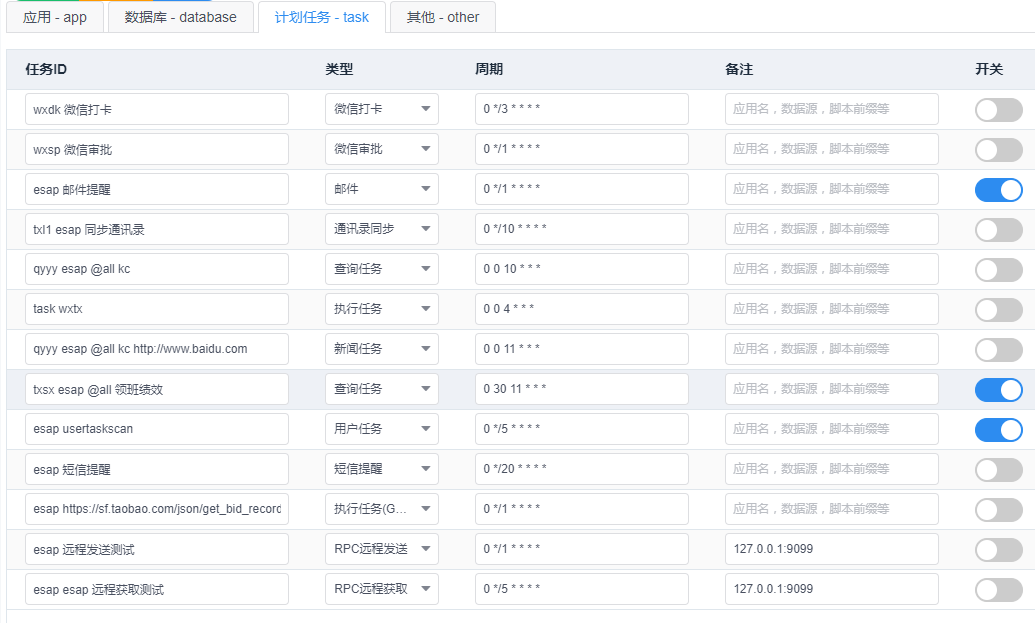 应用 - app 数据库 - database 计划任务 - task 其他 - other
任务ID 类型 周期 备注 开关
wxdk 微信打卡 微信打卡 0 */3 * * * * 应用名，数据源，脚本前缀等
wxsp 微信审批 微信审批 0 */1 * * * * 应用名，数据源，脚本前缀等
esap 邮件提醒 邮件 0 */1 * * * * 应用名，数据源，脚本前缀等
txl1 esap 同步通讯录 通讯录同步 0 */10 * * * * 应用名，数据源，脚本前缀等
qyyy esap @all kc 查询任务 0 0 10 * * * 应用名，数据源，脚本前缀等
task wxtx 执行任务 0 0 4 * * * 应用名，数据源，脚本前缀等
qyyy esap @all kc http://www.baidu.com 新闻任务 0 0 11 * * * 应用名，数据源，脚本前缀等
txsx esap @all 领班绩效 查询任务 0 30 11 * * * 应用名，数据源，脚本前缀等
esap usertaskscan 用户任务 0 */5 * * * * 应用名，数据源，脚本前缀等
esap 短信提醒 短信提醒 0 */20 * * * * 应用名，数据源，脚本前缀等
esap https://sf.taobao.com/json/get_bid_record 执行任务(G... 0 */1 * * * * 应用名，数据源，脚本前缀等
esap 远程发送测试 RPC远程发送 0 */1 * * * * 127.0.0.1:9099
esap esap 远程获取测试 RPC远程获取 0 */5 * * * * 127.0.0.1:9099